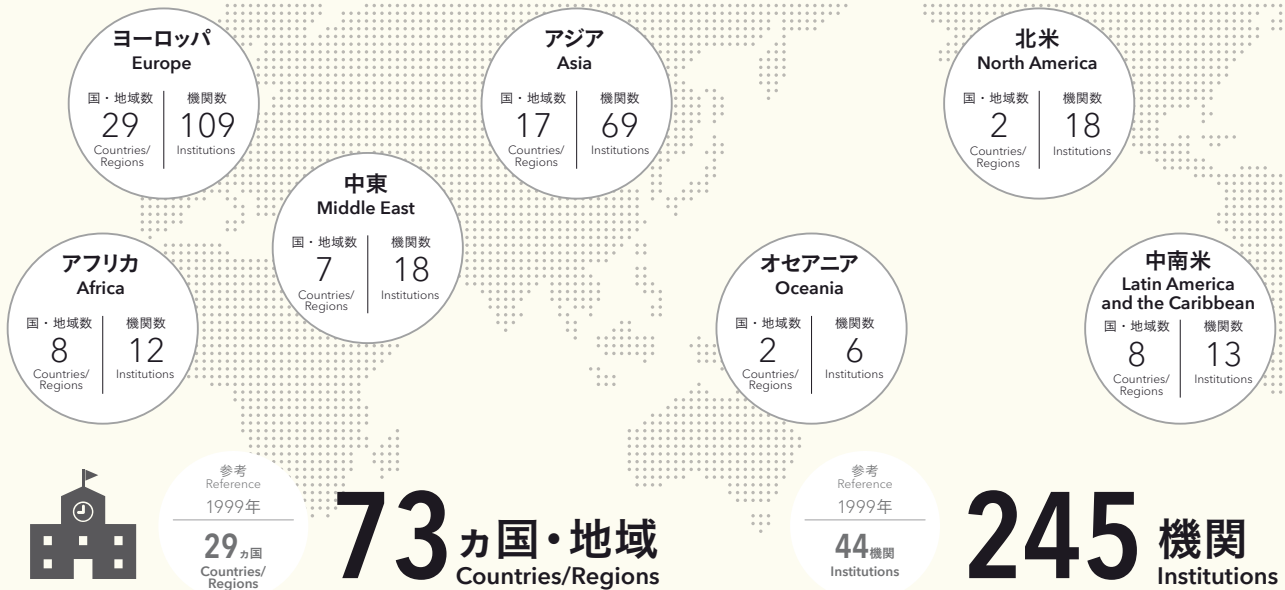 ヨーロッパ
Europe
国・地域数
29
Countries/
Regions
機関数
109
Institutions
アジア
Asia
国・地域数
17
Countries/
Regions
機関数
69
Institutions
北米
North America
国・地域数
2
Countries/
Regions
機関数
18
Institutions
中東
Middle East
国・地域数
7
Countries/
Regions
機関数
18
Institutions
アフリカ
Africa
国・地域数
8
Countries/
Regions
機関数
12
Institutions
オセアニア
Oceania
国・地域数
2
Countries/
Regions
機関数
6
Institutions
中南米
Latin America
and the Caribbean
国・地域数
8
Countries/
Regions
機関数
13
Institutions
参考
Reference
1999年
29ヵ国
Countries/
Regions
73ヵ国・地域
Countries/Regions
参考
Reference
1999年
44機関
Institutions
245機関
Institutions